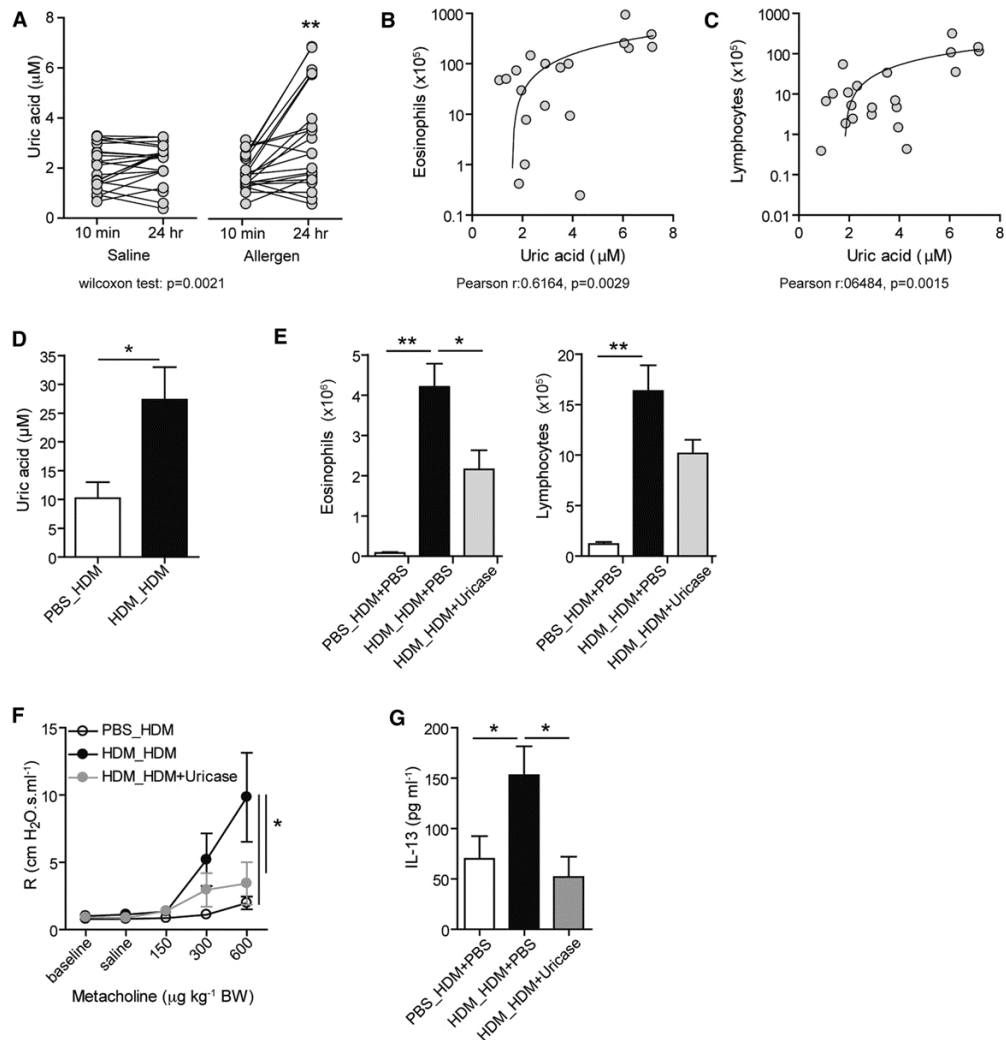 A
**
Uric acid (μM)
8
6
4
2
0
10 min 24 hr 10 min 24 hr
Saline Allergen
wilcoxon test: p=0.0021
B
Eosinophils (x10⁵)
1000
100
10
1
0.1
0 2 4 6 8
Uric acid (μM)
Pearson r:0.6164, p=0.0029
C
Lymphocytes (x10⁵)
1000
100
10
1
0.1
0.01
0 2 4 6 8
Uric acid (μM)
Pearson r:06484, p=0.0015
D
*
Uric acid (μM)
35
30
25
20
15
10
5
0
PBS_HDM
HDM_HDM
E
** *
Eosinophils (x10⁶)
5
4
3
2
1
0
PBS_HDM+PBS
HDM_HDM+PBS
HDM_HDM+Uricase
**
Lymphocytes (x10⁵)
20
15
10
5
0
PBS_HDM+PBS
HDM_HDM+PBS
HDM_HDM+Uricase
F
PBS_HDM
HDM_HDM
HDM_HDM+Uricase
*
R (cm H₂O.s.ml⁻¹)
15
10
5
0
baseline
saline
150
300
600
Metacholine (μg kg⁻¹ BW)
G
* *
IL-13 (pg ml⁻¹)
200
150
100
50
0
PBS_HDM+PBS
HDM_HDM+PBS
HDM_HDM+Uricase